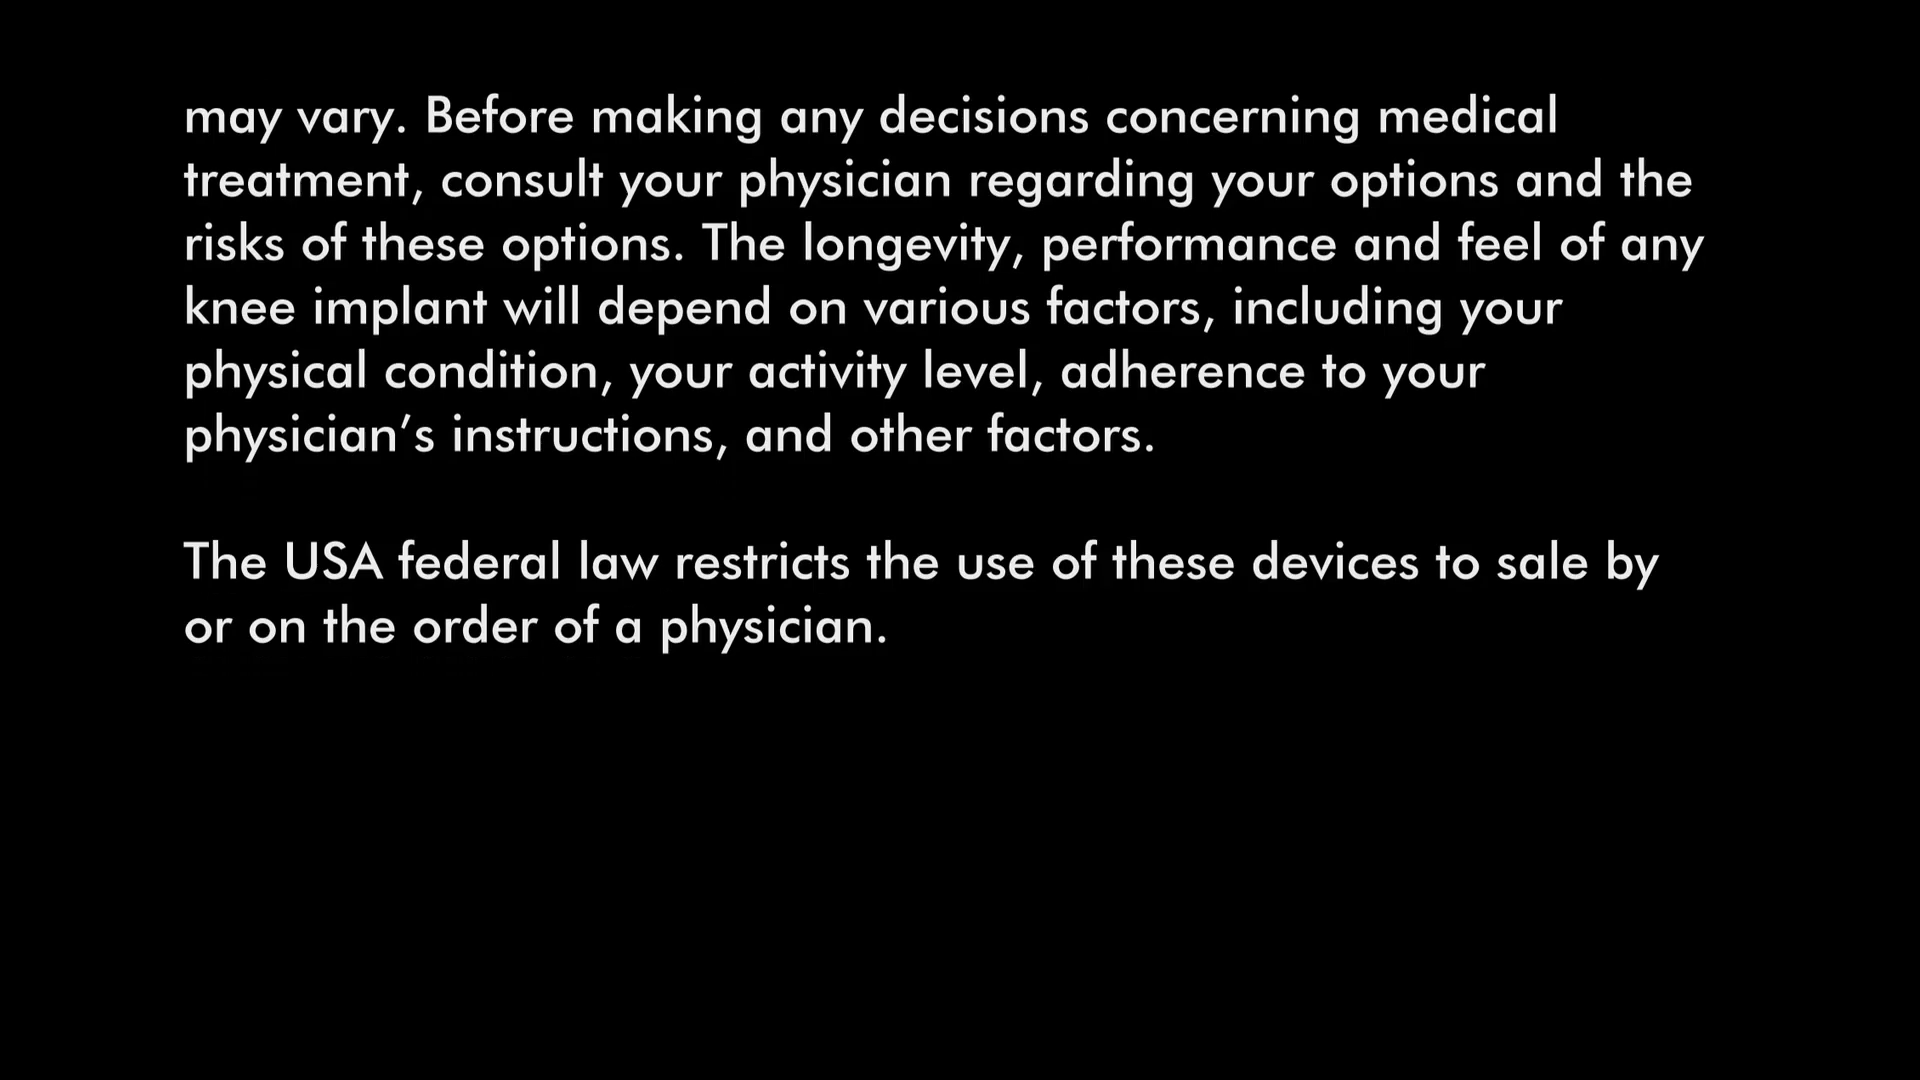 may vary. Before making any decisions concerning medical
treatment, consult your physician regarding your options and the
risks of these options. The longevity, performance and feel of any
knee implant will depend on various factors, including your
physical condition, your activity level, adherence to your
physician’s instructions, and other factors.
The USA federal law restricts the use of these devices to sale by
or on the order of a physician.